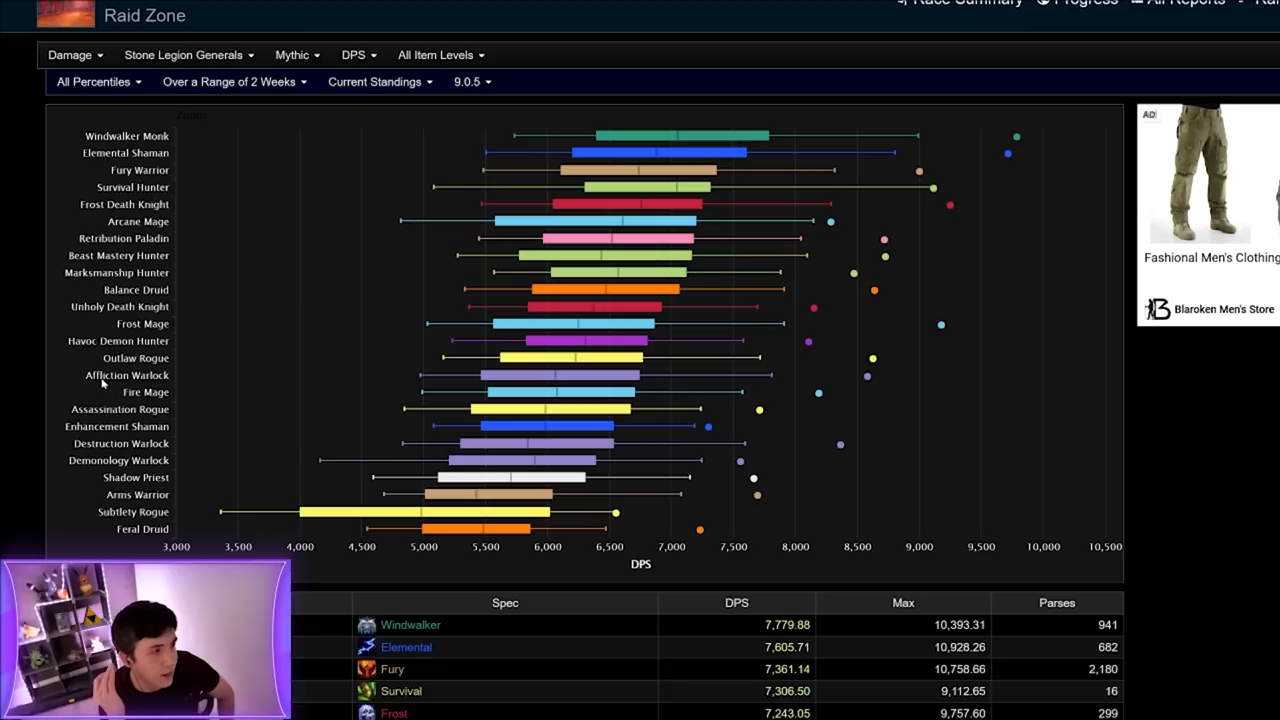 Raid Zone
Race Summary Progress All Reports
Damage Stone Legion Generals Mythic DPS All Item Levels
All Percentiles Over a Range of 2 Weeks Current Standings 9.0.5
Zoom:
Windwalker Monk
Elemental Shaman
Fury Warrior
Survival Hunter
Frost Death Knight
Arcane Mage
Retribution Paladin
Beast Mastery Hunter
Marksmanship Hunter
Balance Druid
Unholy Death Knight
Frost Mage
Havoc Demon Hunter
Outlaw Rogue
Affliction Warlock
Fire Mage
Assassination Rogue
Enhancement Shaman
Destruction Warlock
Demonology Warlock
Shadow Priest
Arms Warrior
Subtlety Rogue
Feral Druid
3,000 3,500 4,000 4,500 5,000 5,500 6,000 6,500 7,000 7,500 8,000 8,500 9,000 9,500 10,000 10,500
DPS
AD
Fashional Men's Clothing
Blaroken Men's Store
Spec DPS Max Parses
Windwalker 7,779.88 10,393.31 941
Elemental 7,605.71 10,928.26 682
Fury 7,361.14 10,758.66 2,180
Survival 7,306.50 9,112.65 16
Frost 7,243.05 9,757.60 299